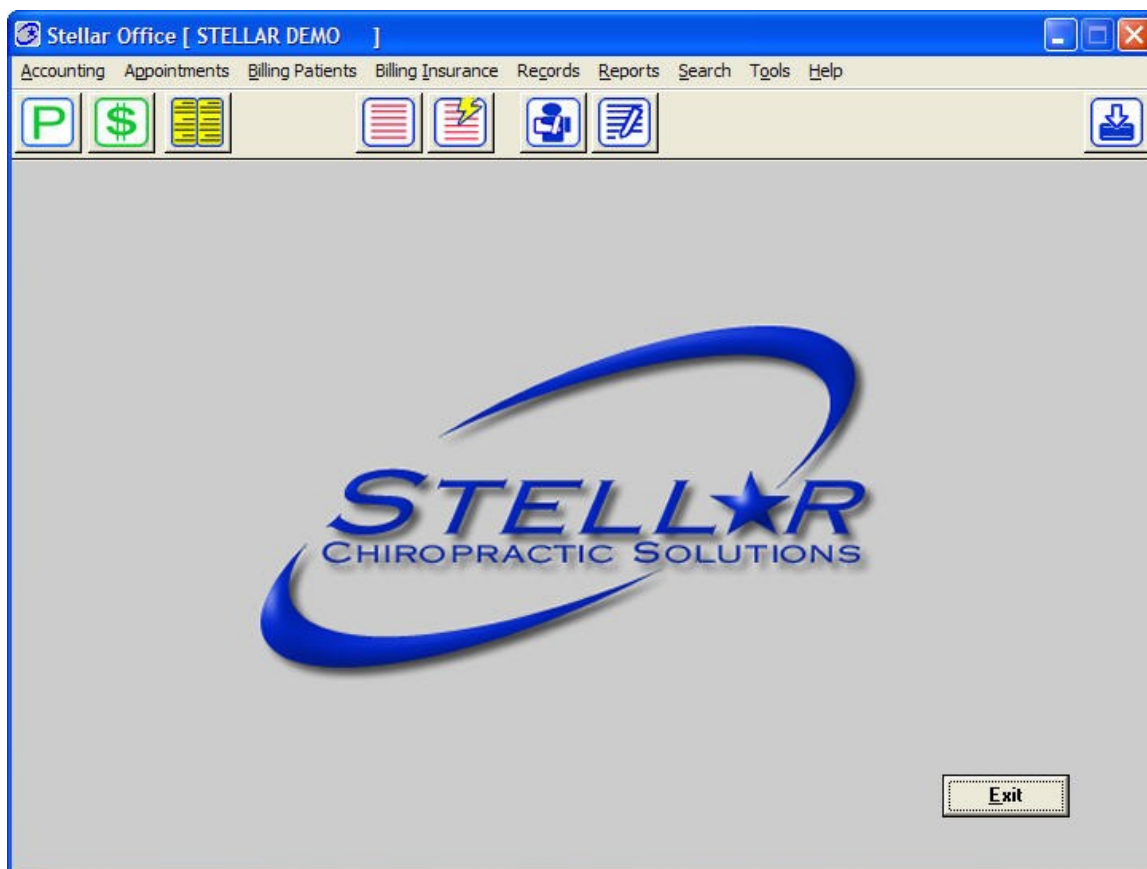 Stellar Office [ STELLAR DEMO ]
Accounting Appointments Billing Patients Billing Insurance Records Reports Search Tools Help
P $
STELLAR
CHIROPRACTIC SOLUTIONS
Exit